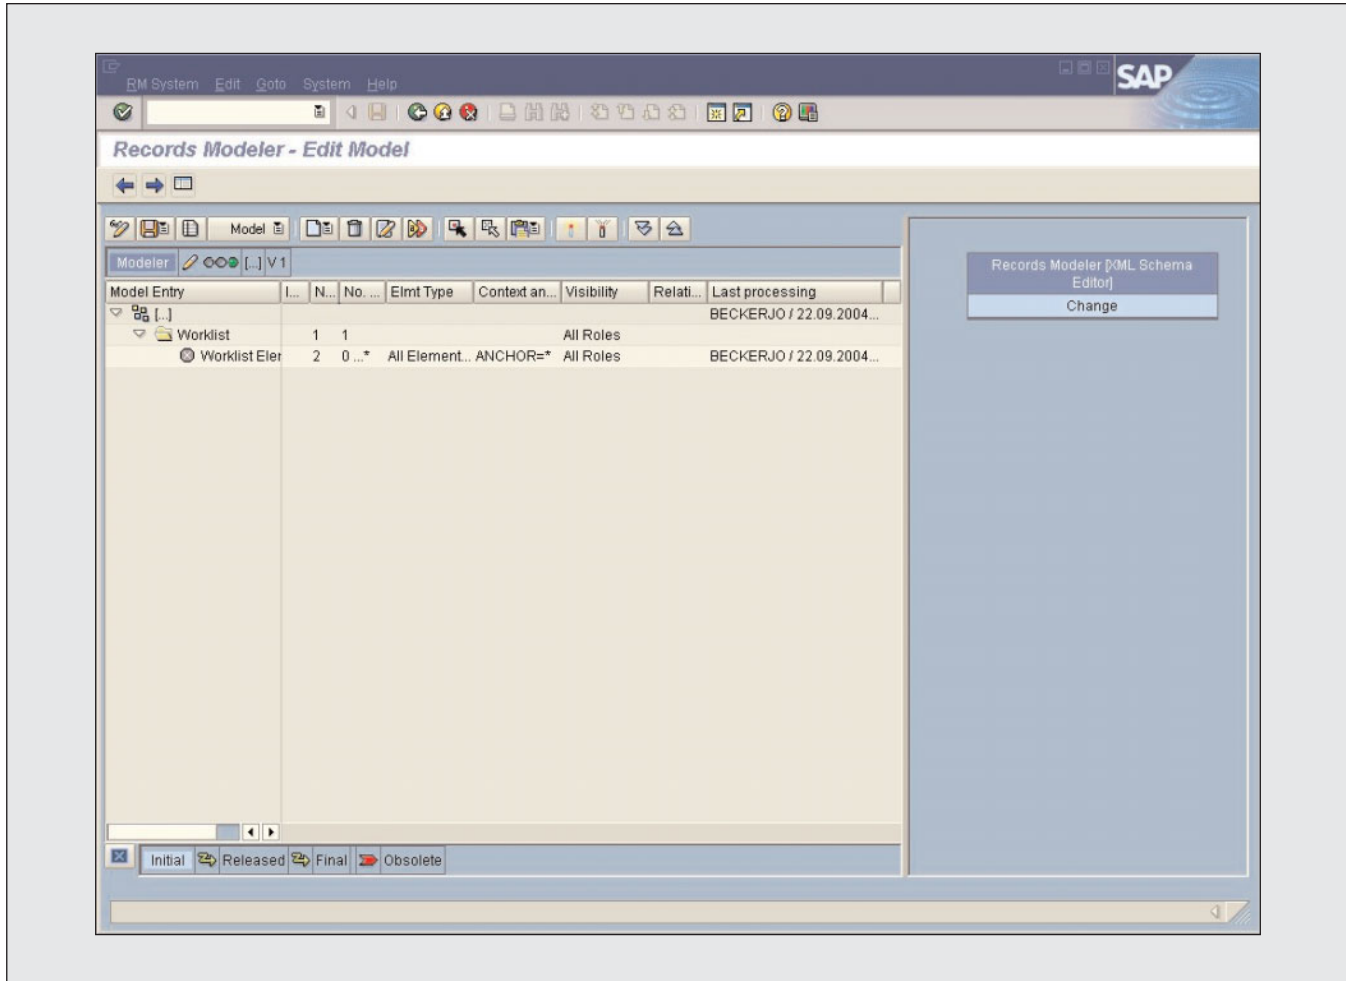 RM System Edit Goto System Help
SAP
Records Modeler - Edit Model
Model
Modeler [...] V 1
Model Entry I... N... No. ... Elmt Type Context an... Visibility Relati... Last processing
[...] BECKERJO / 22.09.2004...
Worklist 1 1 All Roles
Worklist Eler 2 0 ...* All Element... ANCHOR=* All Roles BECKERJO / 22.09.2004...
Initial Released Final Obsolete
Records Modeler [XML Schema
Editor]
Change